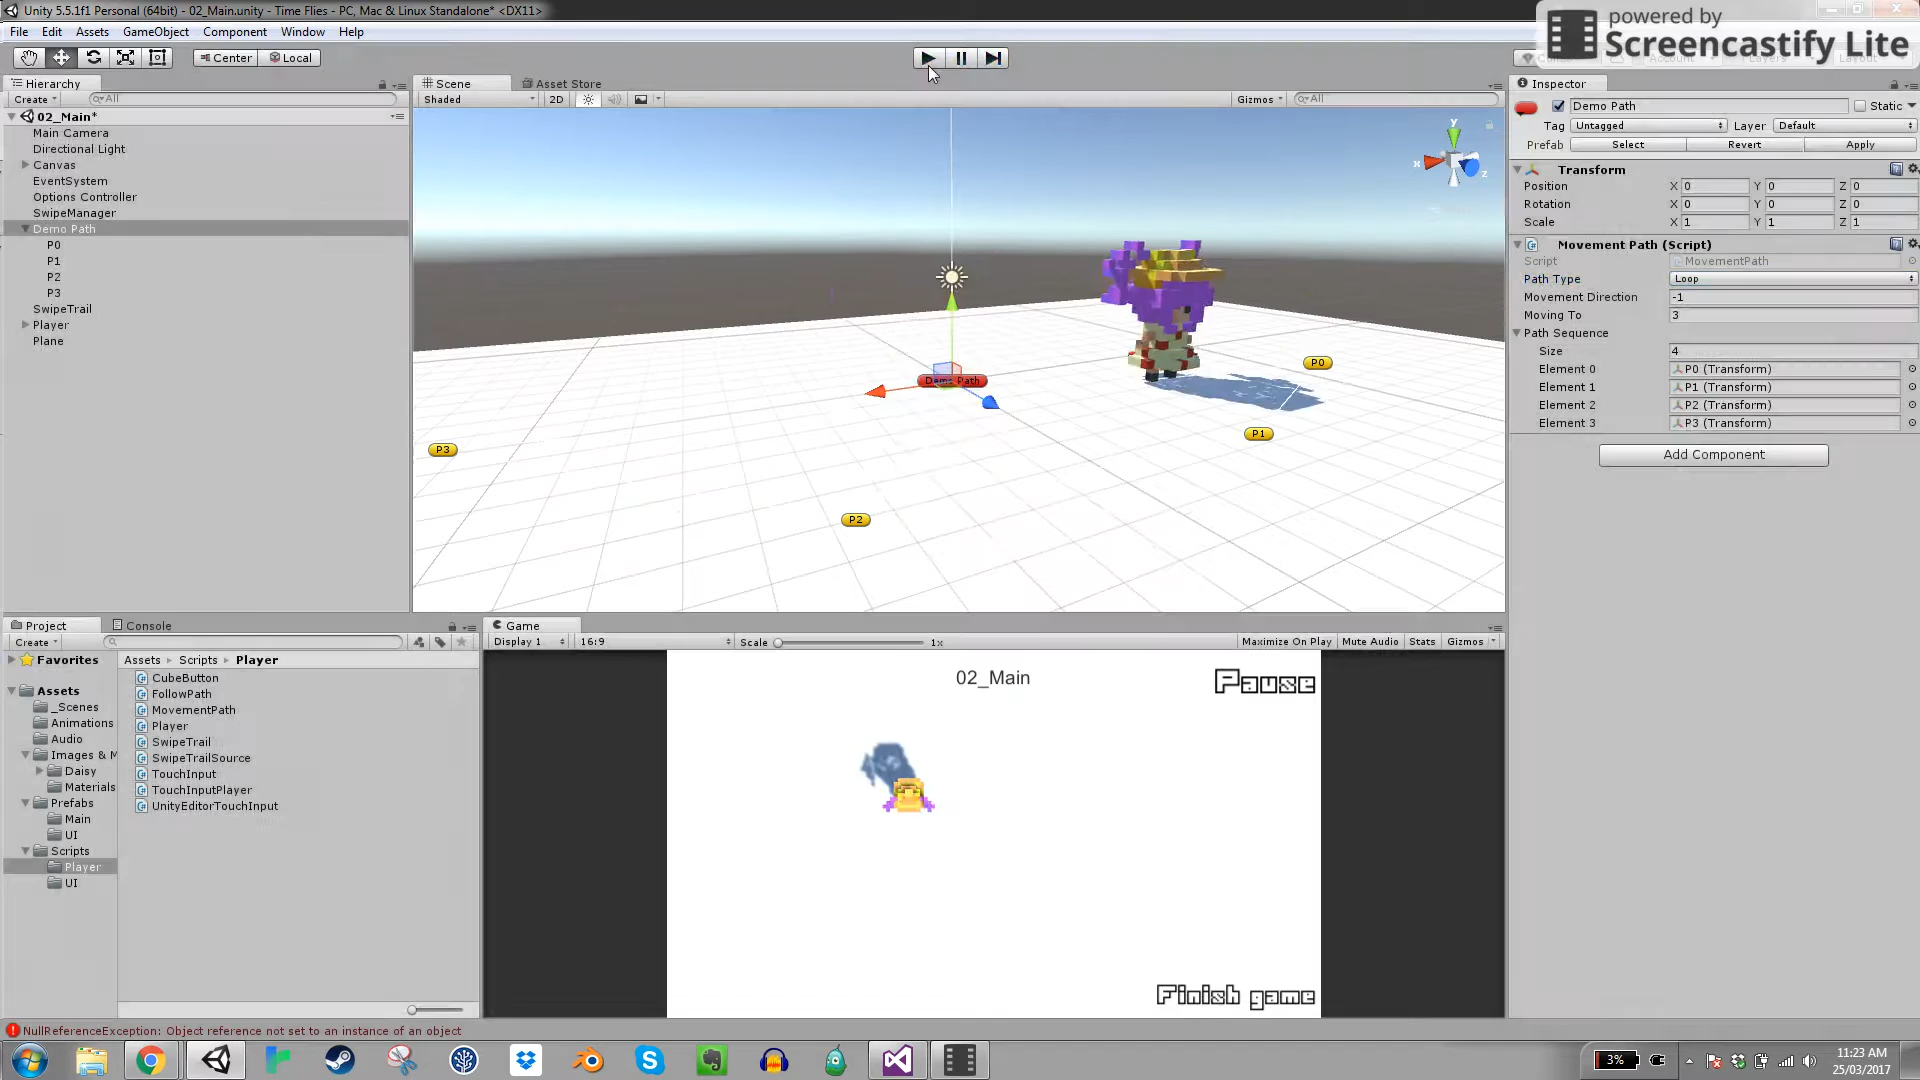 Unity 5.5.1f1 Personal (64bit) - 02_Main.unity - Time Flies - PC, Mac & Linux Standalone* <DX11>
powered by
Screencastify Lite
File Edit Assets GameObject Component Window Help
Center Local
Hierarchy
Create All
02_Main*
Main Camera
Directional Light
Canvas
EventSystem
Options Controller
SwipeManager
Demo Path
P0
P1
P2
P3
SwipeTrail
Player
Plane
Scene Asset Store
Shaded 2D Gizmos All
y
x
z
Demo Path
P0
P1
P2
P3
Inspector
Demo Path Static
Tag Untagged Layer Default
Prefab Select Revert Apply
Transform
Position X 0 Y 0 Z 0
Rotation X 0 Y 0 Z 0
Scale X 1 Y 1 Z 1
Movement Path (Script)
Script MovementPath
Path Type Loop
Movement Direction -1
Moving To 3
Path Sequence
Size 4
Element 0 P0 (Transform)
Element 1 P1 (Transform)
Element 2 P2 (Transform)
Element 3 P3 (Transform)
Add Component
Project Console
Create
Favorites
Assets
_Scenes
Animations
Audio
Images & M
Daisy
Materials
Prefabs
Main
UI
Scripts
Player
UI
Assets Scripts Player
CubeButton
FollowPath
MovementPath
Player
SwipeTrail
SwipeTrailSource
TouchInput
TouchInputPlayer
UnityEditorTouchInput
Game
Display 1 16:9 Scale 1x Maximize On Play Mute Audio Stats Gizmos
02_Main
Pause
Finish game
NullReferenceException: Object reference not set to an instance of an object
3%
11:23 AM
25/03/2017